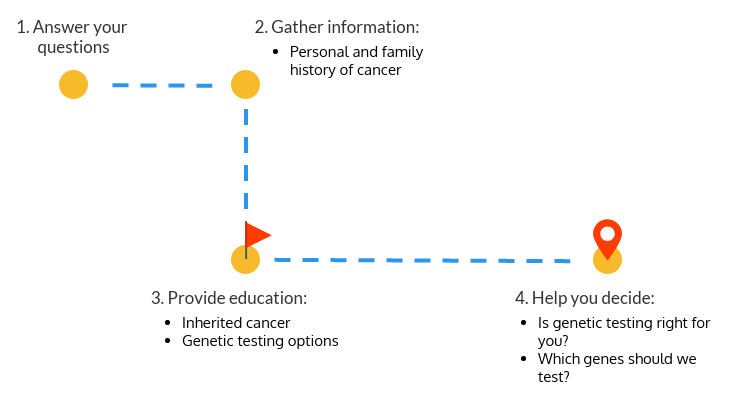 1. Answer your
questions
2. Gather information:
• Personal and family
history of cancer
3. Provide education:
• Inherited cancer
• Genetic testing options
4. Help you decide:
• Is genetic testing right for
you?
• Which genes should we
test?